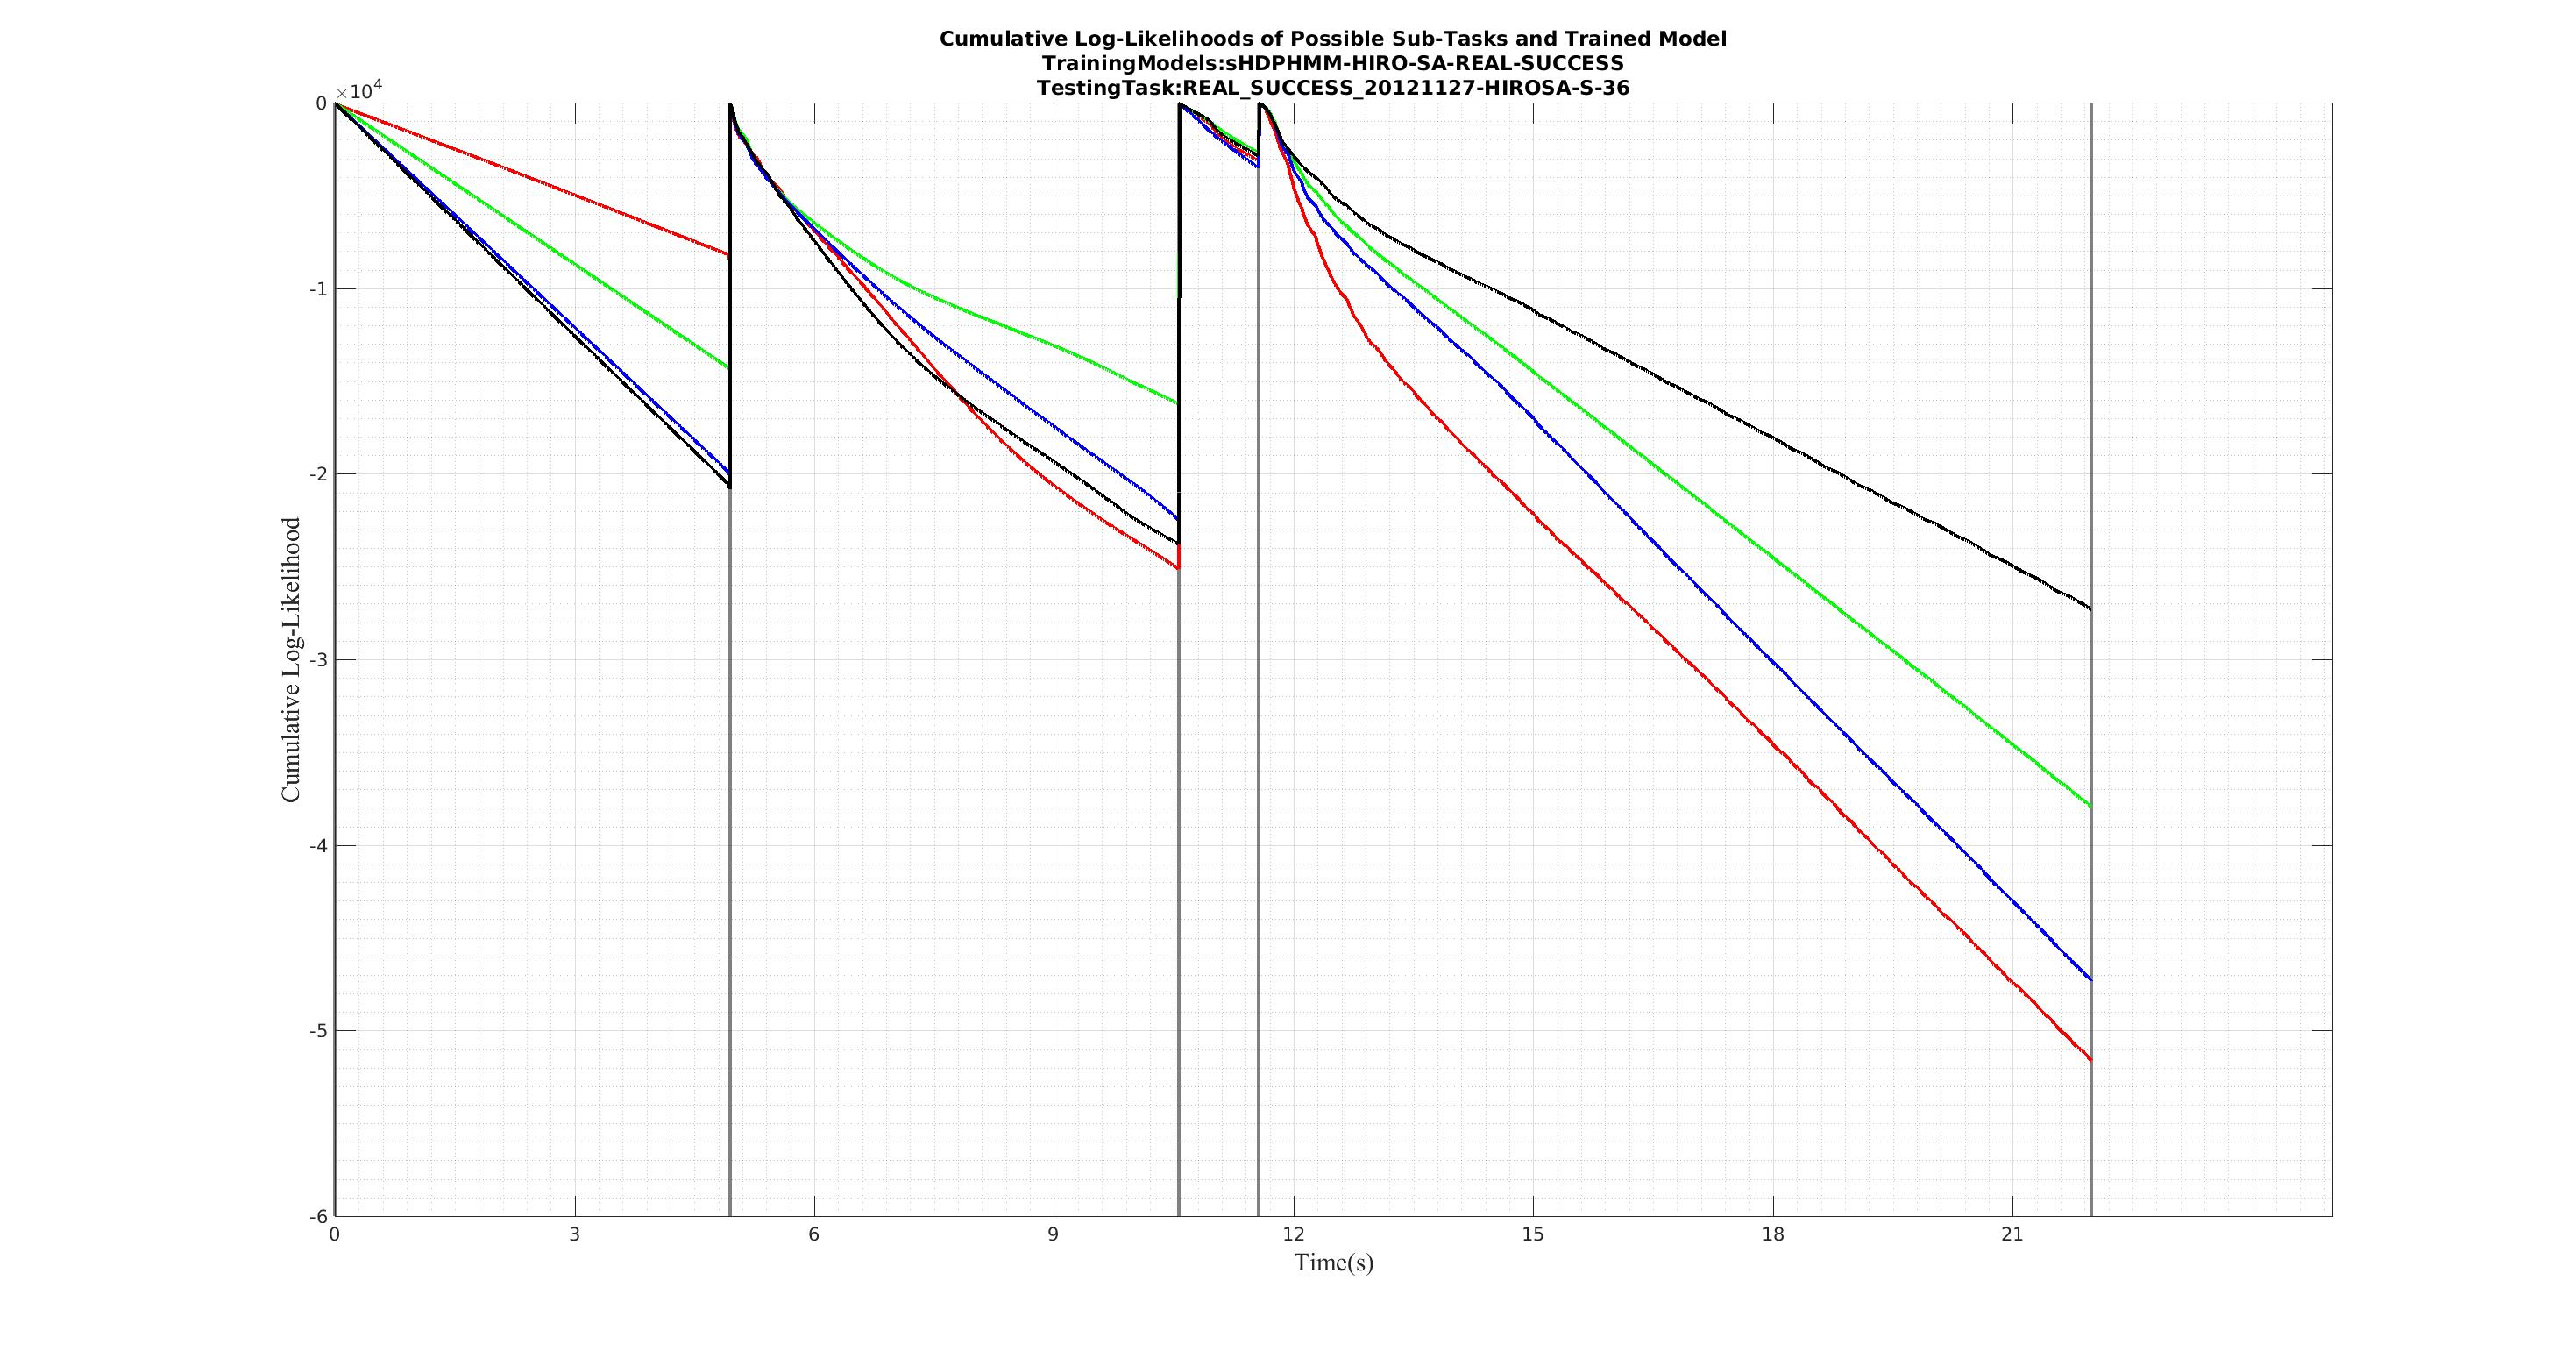 Cumulative Log-Likelihoods of Possible Sub-Tasks and Trained Model
TrainingModels:sHDPHMM-HIRO-SA-REAL-SUCCESS
TestingTask:REAL_SUCCESS_20121127-HIROSA-S-36
×10⁴
0
-1
-2
-3
-4
-5
-6
Cumulative Log-Likelihood
0 3 6 9 12 15 18 21
Time(s)